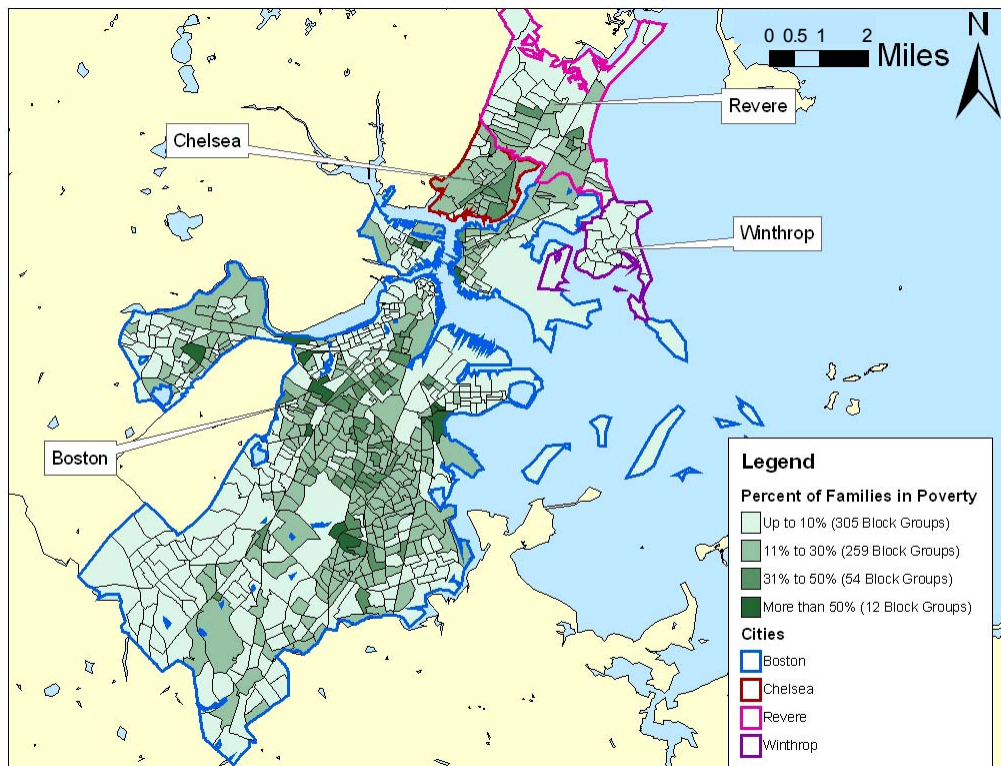 N
0 0.5 1 2
Miles
Revere
Chelsea
Winthrop
Boston
Legend
Percent of Families in Poverty
Up to 10% (305 Block Groups)
11% to 30% (259 Block Groups)
31% to 50% (54 Block Groups)
More than 50% (12 Block Groups)
Cities
Boston
Chelsea
Revere
Winthrop